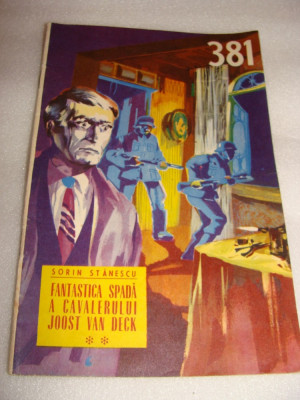 381
SORIN STĂNESCU
FANTASTICA SPADĂ
A CAVALERULUI
JOOST VAN DECK